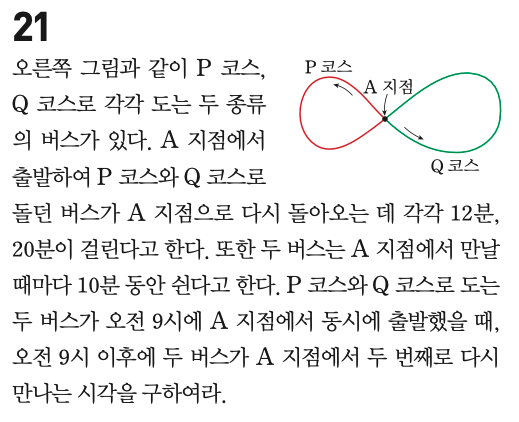 21
오른쪽 그림과 같이 P 코스,
Q 코스로 각각 도는 두 종류
의 버스가 있다. A 지점에서
출발하여 P 코스와 Q 코스로
돌던 버스가 A 지점으로 다시 돌아오는 데 각각 12분,
20분이 걸린다고 한다. 또한 두 버스는 A 지점에서 만날
때마다 10분 동안 쉰다고 한다. P 코스와 Q 코스로 도는
두 버스가 오전 9시에 A 지점에서 동시에 출발했을 때,
오전 9시 이후에 두 버스가 A 지점에서 두 번째로 다시
만나는 시각을 구하여라.
P 코스
A 지점
Q 코스